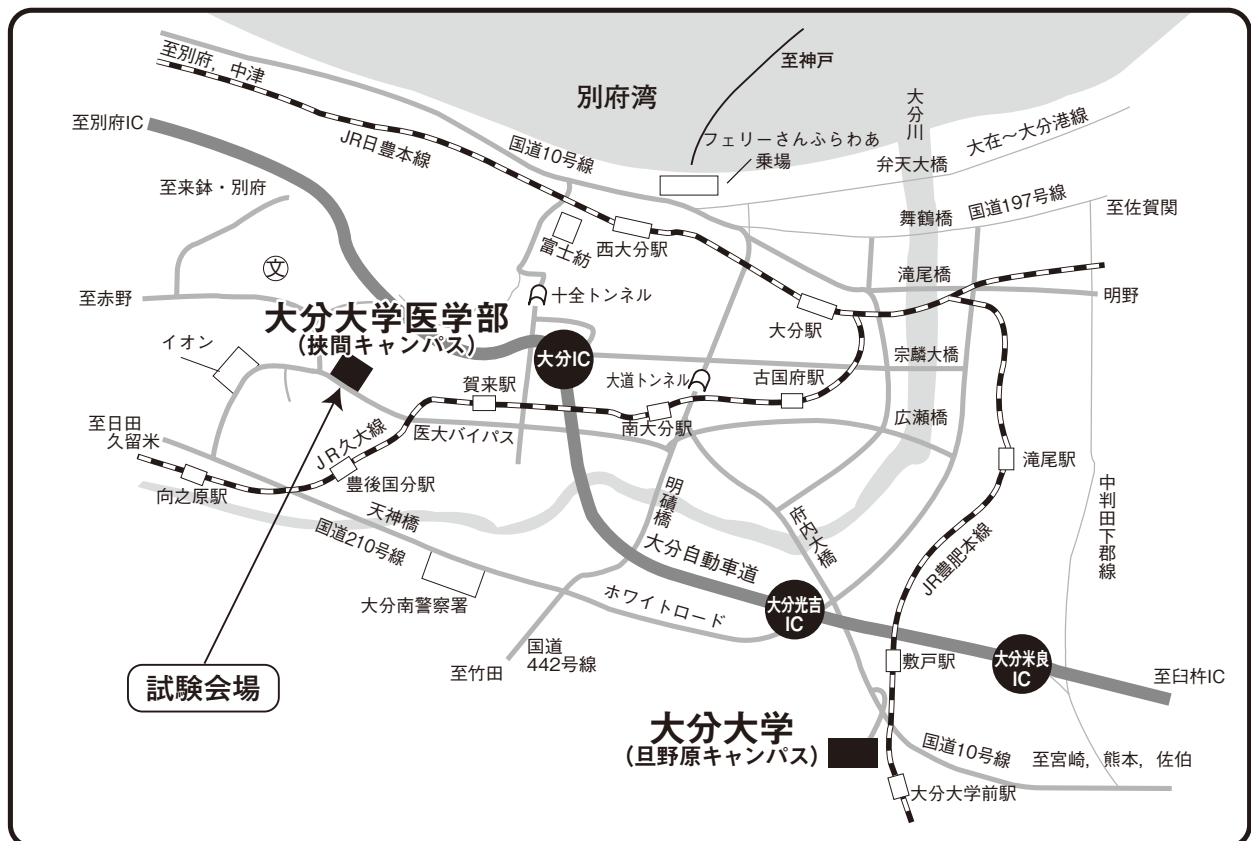 至別府，中津
至神戸
別府湾
大分川
至別府IC
JR日豊本線
国道10号線
フェリーさんふらわあ
乗場
大在～大分港線
弁天大橋
至来鉢・別府
舞鶴橋
国道197号線
至佐賀関
富士紡
西大分駅
文
滝尾橋
至赤野
十全トンネル
明野
大分大学医学部
（挾間キャンパス）
大分駅
イオン
大分IC
宗麟大橋
賀来駅
大道トンネル
古国府駅
至日田
久留米
JR久大線
医大バイパス
南大分駅
広瀬橋
滝尾駅
向之原駅
豊後国分駅
天神橋
明磧橋
府内大橋
中判田下郡線
国道210号線
大分自動車道
JR豊肥本線
大分南警察署
ホワイトロード
大分光吉
IC
国道
442号線
至竹田
敷戸駅
大分米良
IC
至臼杵IC
試験会場
大分大学
（旦野原キャンパス）
国道10号線
至宮崎，熊本，佐伯
大分大学前駅